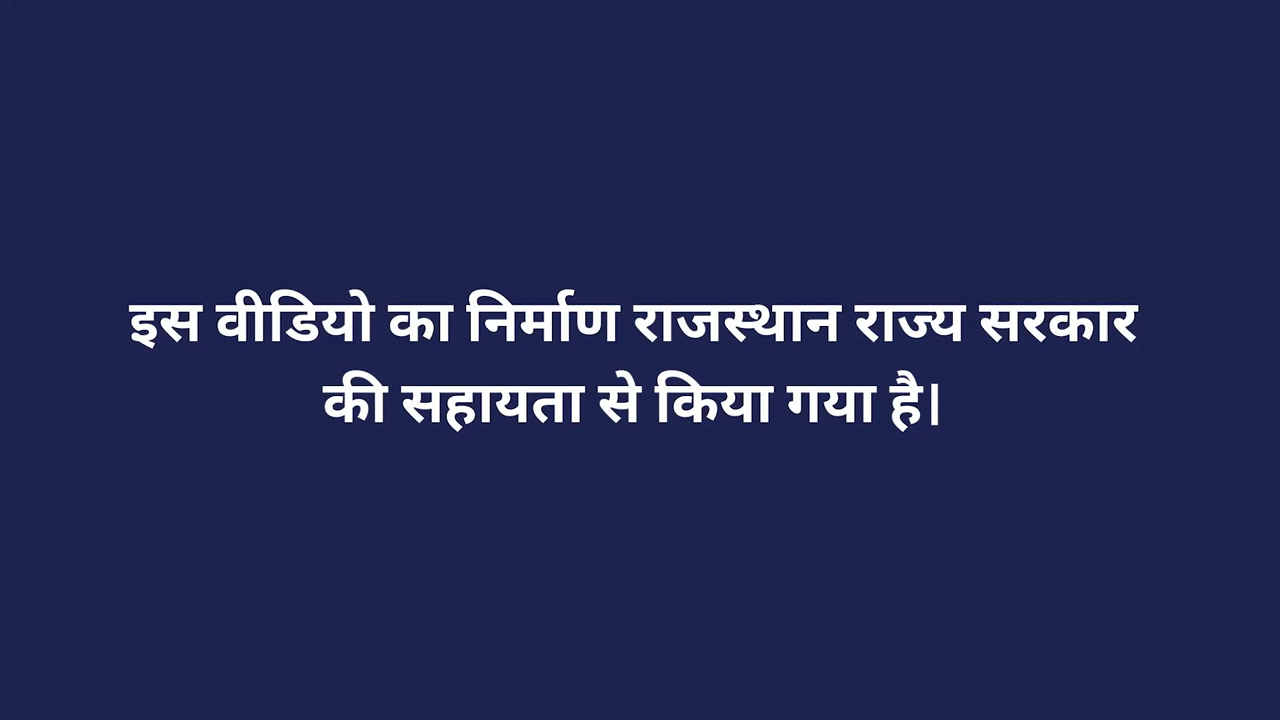 इस वीडियो का निर्माण राजस्थान राज्य सरकार
की सहायता से किया गया है।